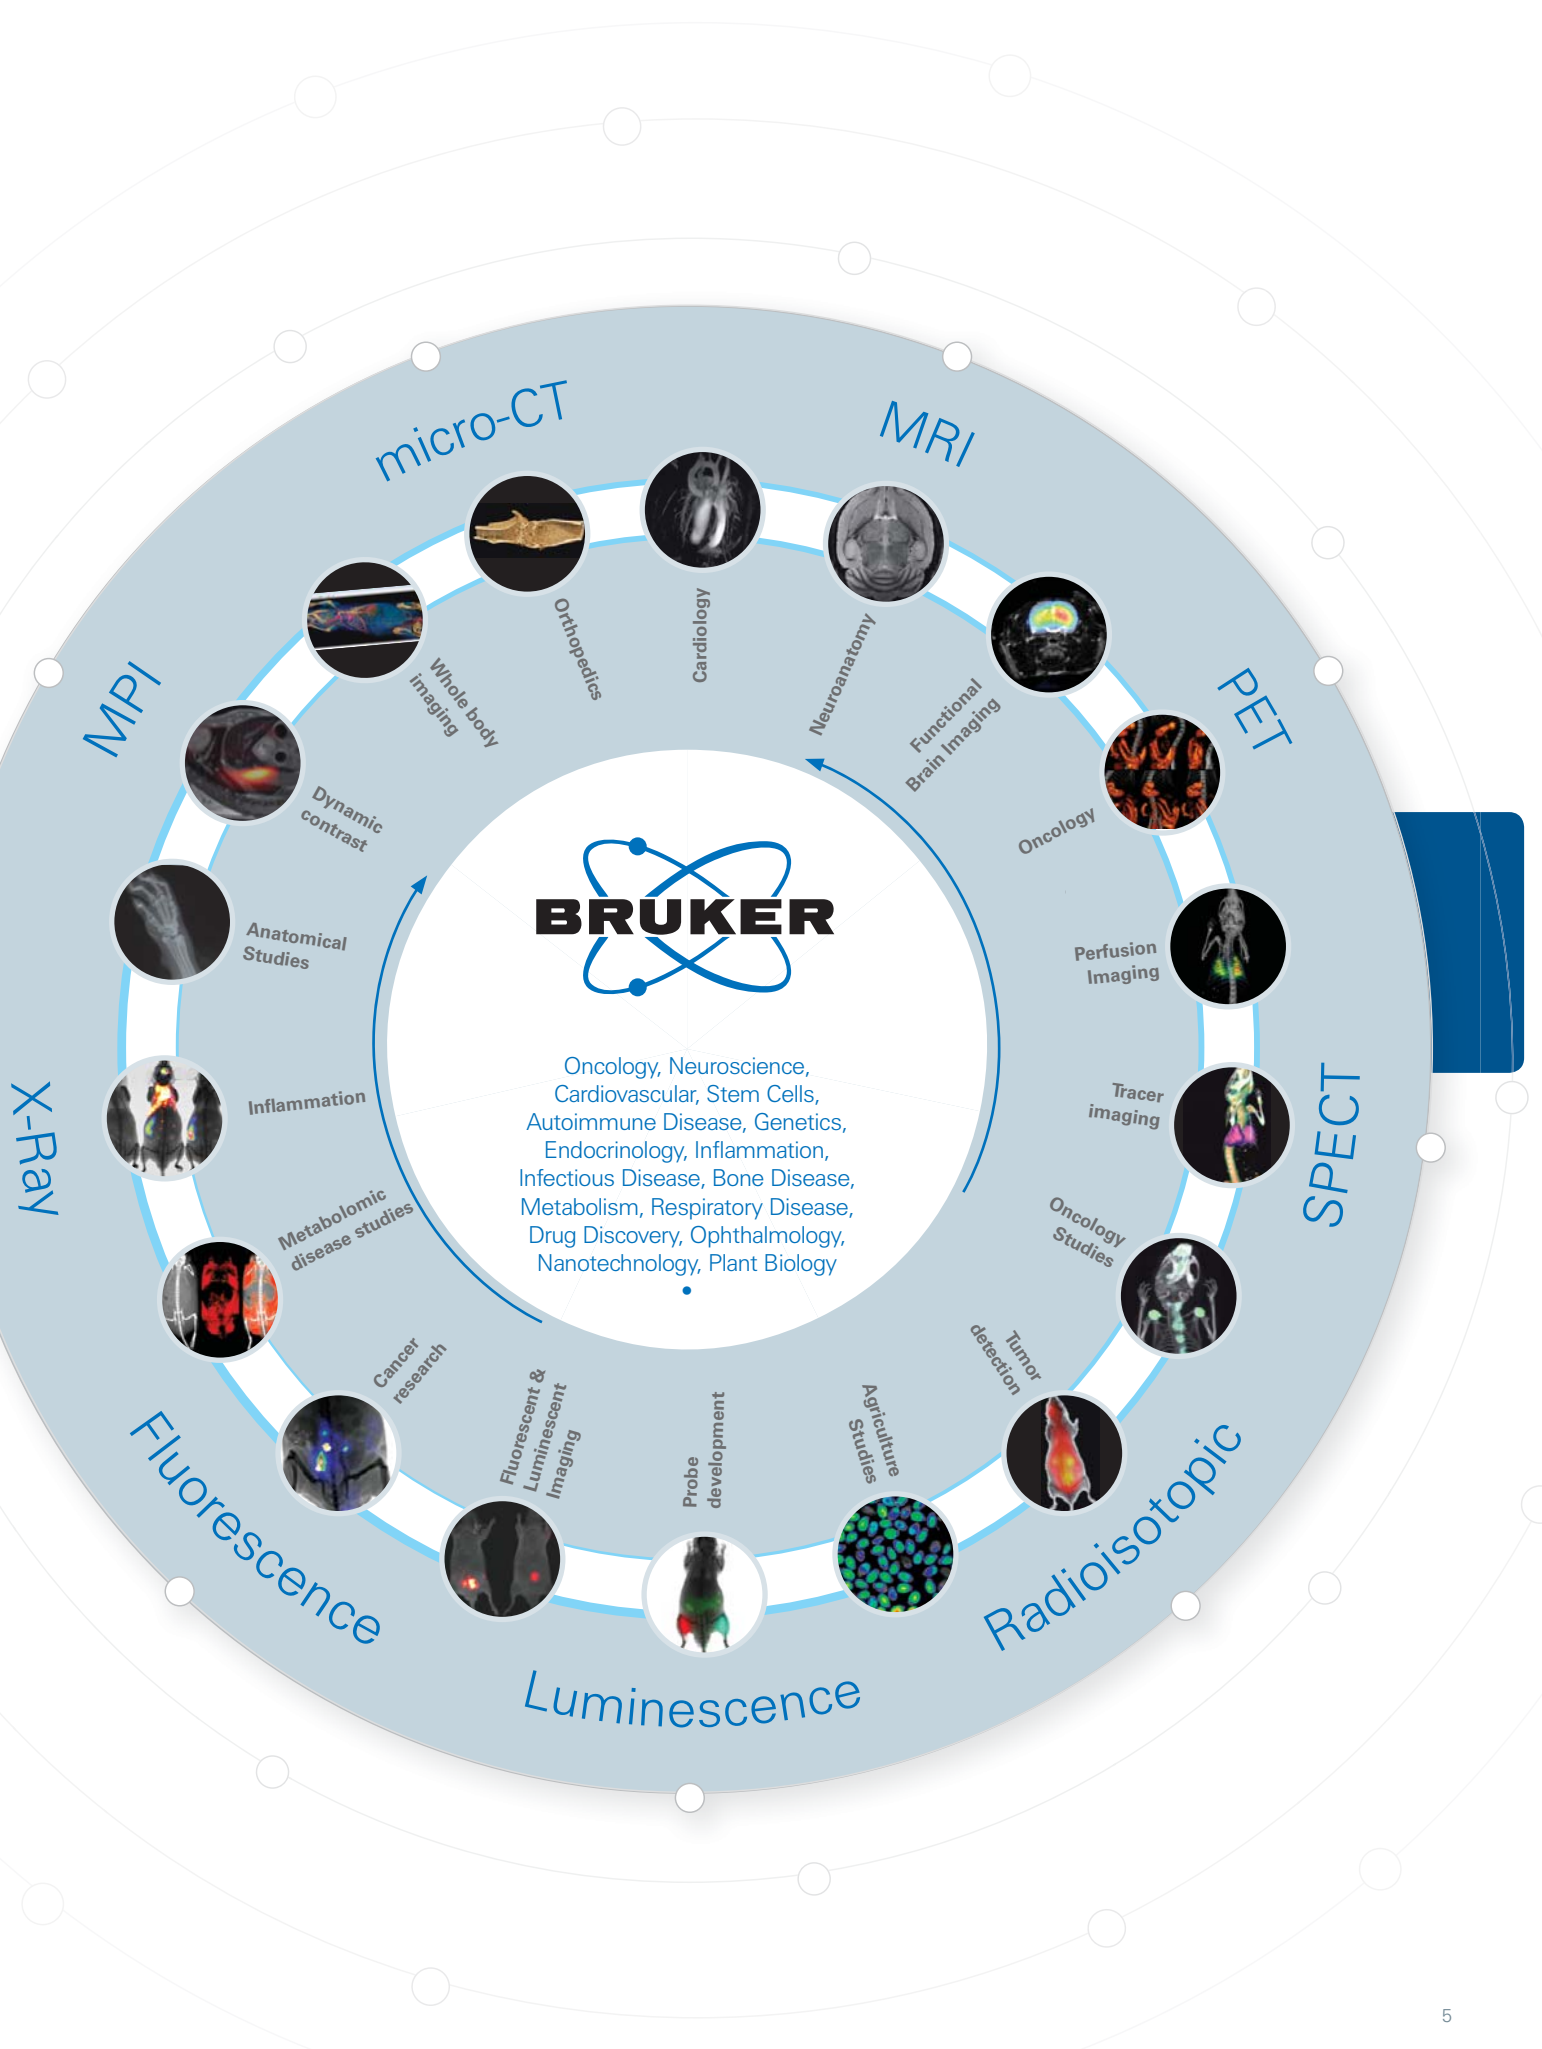 micro-CT
MRI
PET
SPECT
Radioisotopic
Luminescence
Fluorescence
X-Ray
MPI
Cardiology
Neuroanatomy
Functional
Brain Imaging
Oncology
Perfusion
Imaging
Tracer
imaging
Oncology
Studies
Tumor
detection
Agriculture
Studies
Probe
development
Fluorescent &
Luminescent
Imaging
Cancer
research
Metabolomic
disease studies
Inflammation
Anatomical
Studies
Dynamic
contrast
Whole body
imaging
Orthopedics
BRUKER
Oncology, Neuroscience,
Cardiovascular, Stem Cells,
Autoimmune Disease, Genetics,
Endocrinology, Inflammation,
Infectious Disease, Bone Disease,
Metabolism, Respiratory Disease,
Drug Discovery, Ophthalmology,
Nanotechnology, Plant Biology
5